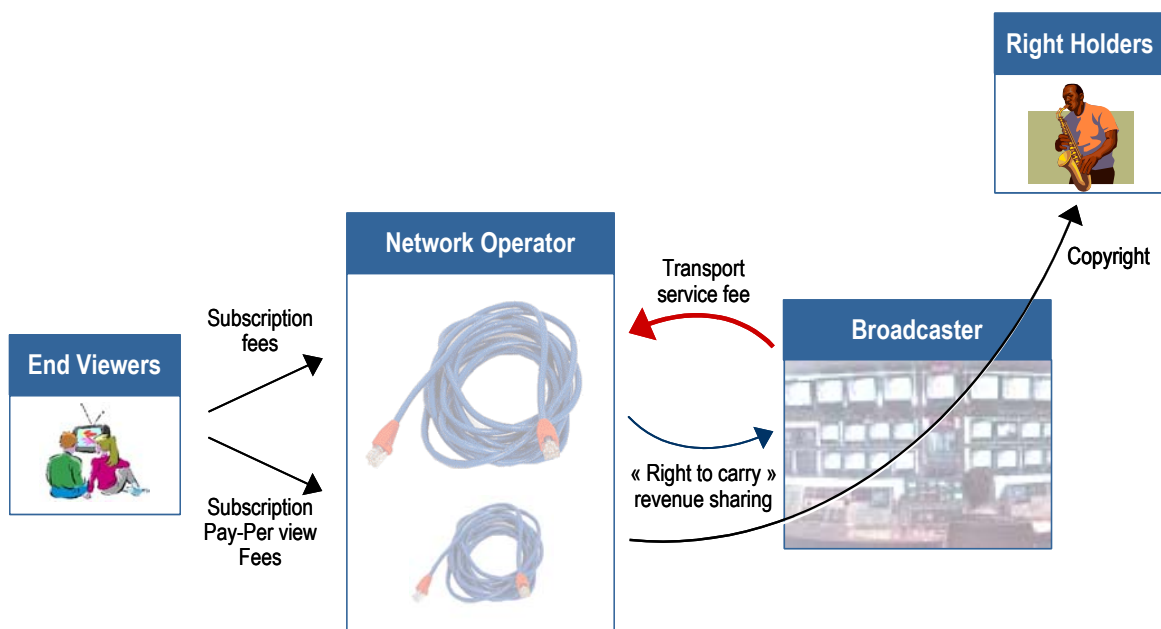 Right Holders
Network Operator
Copyright
Transport
service fee
Broadcaster
Subscription
fees
End Viewers
« Right to carry »
revenue sharing
Subscription
Pay-Per view
Fees